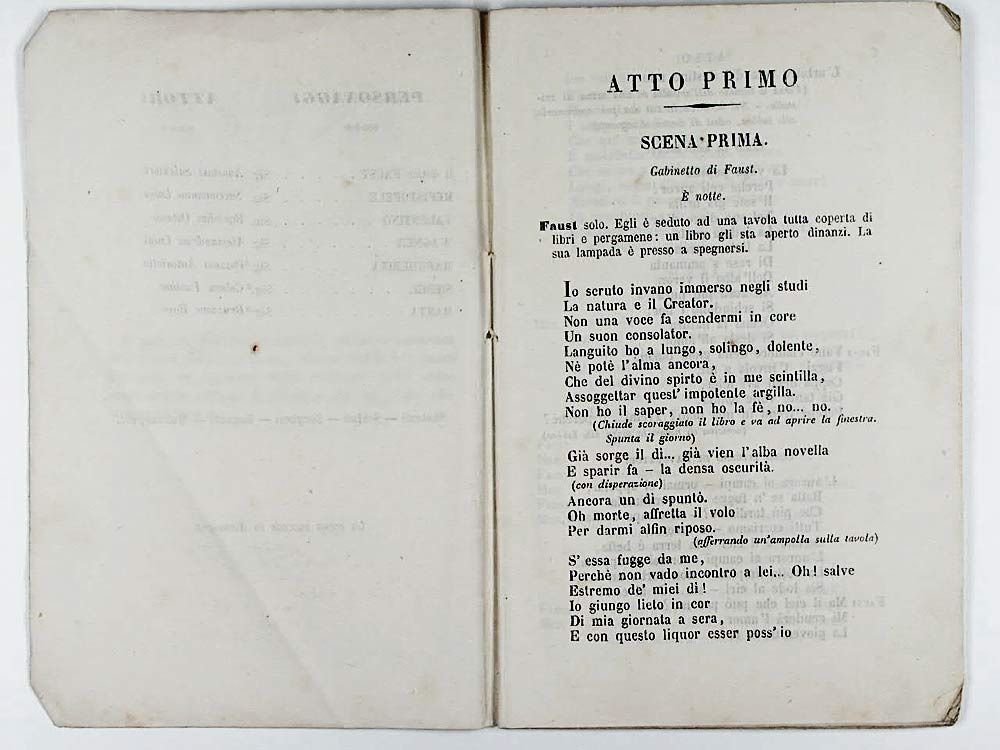 ATTO PRIMO
SCENA PRIMA.
Gabinetto di Faust.
È notte.
Faust solo. Egli è seduto ad una tavola tutta coperta di
libri e pergamene: un libro gli sta aperto dinanzi. La
sua lampada è presso a spegnersi.
Io scruto invano immerso negli studi
La natura e il Creator.
Non una voce fa scendermi in core
Un suon consolator.
Languito ho a lungo, solingo, dolente,
Nè potè l'alma ancora,
Che del divino spirto è in me scintilla,
Assoggettar quest' impotente argilla.
Non ho il saper, non ho la fè, no... no.
(Chiude scoraggiato il libro e va ad aprire la finestra.
Spunta il giorno)
Già sorge il dì... già vien l'alba novella
E sparir fa - la densa oscurità.
(con disperazione)
Ancora un dì spuntò.
Oh morte, affretta il volo
Per darmi alfin riposo.
(afferrando un'ampolla sulla tavola)
S' essa fugge da me,
Perchè non vado incontro a lei... Oh! salve
Estremo de' miei dì!
Io giungo lieto in cor
Di mia giornata a sera,
E con questo liquor esser poss' io